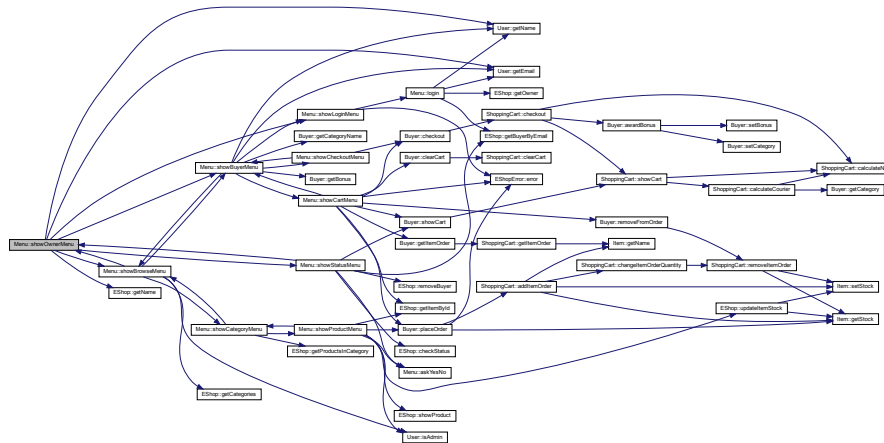 User::getName
User::getEmail
Menu::login
EShop::getOwner
Menu::showLoginMenu
ShoppingCart::checkout
Buyer::awardBonus
Buyer::setBonus
Buyer::getCategoryName
Buyer::checkout
EShop::getBuyerByEmail
Buyer::setCategory
Menu::showCheckoutMenu
Buyer::clearCart
ShoppingCart::clearCart
Menu::showBuyerMenu
ShoppingCart::calculateN
Buyer::getBonus
EShopError::error
ShoppingCart::showCart
ShoppingCart::calculateCourier
Buyer::getCategory
Menu::showCartMenu
Buyer::showCart
Buyer::removeFromOrder
Menu::showOwnerMenu
Buyer::getItemOrder
ShoppingCart::getItemOrder
Item::getName
Menu::showBrowseMenu
Menu::showStatusMenu
ShoppingCart::changeItemOrderQuantity
ShoppingCart::removeItemOrder
EShop::getName
EShop::removeBuyer
ShoppingCart::addItemOrder
Item::setStock
EShop::getItemById
EShop::updateItemStock
Item::getStock
Menu::showCategoryMenu
Menu::showProductMenu
Buyer::placeOrder
EShop::getProductsInCategory
EShop::checkStatus
Menu::askYesNo
EShop::getCategories
EShop::showProduct
User::isAdmin